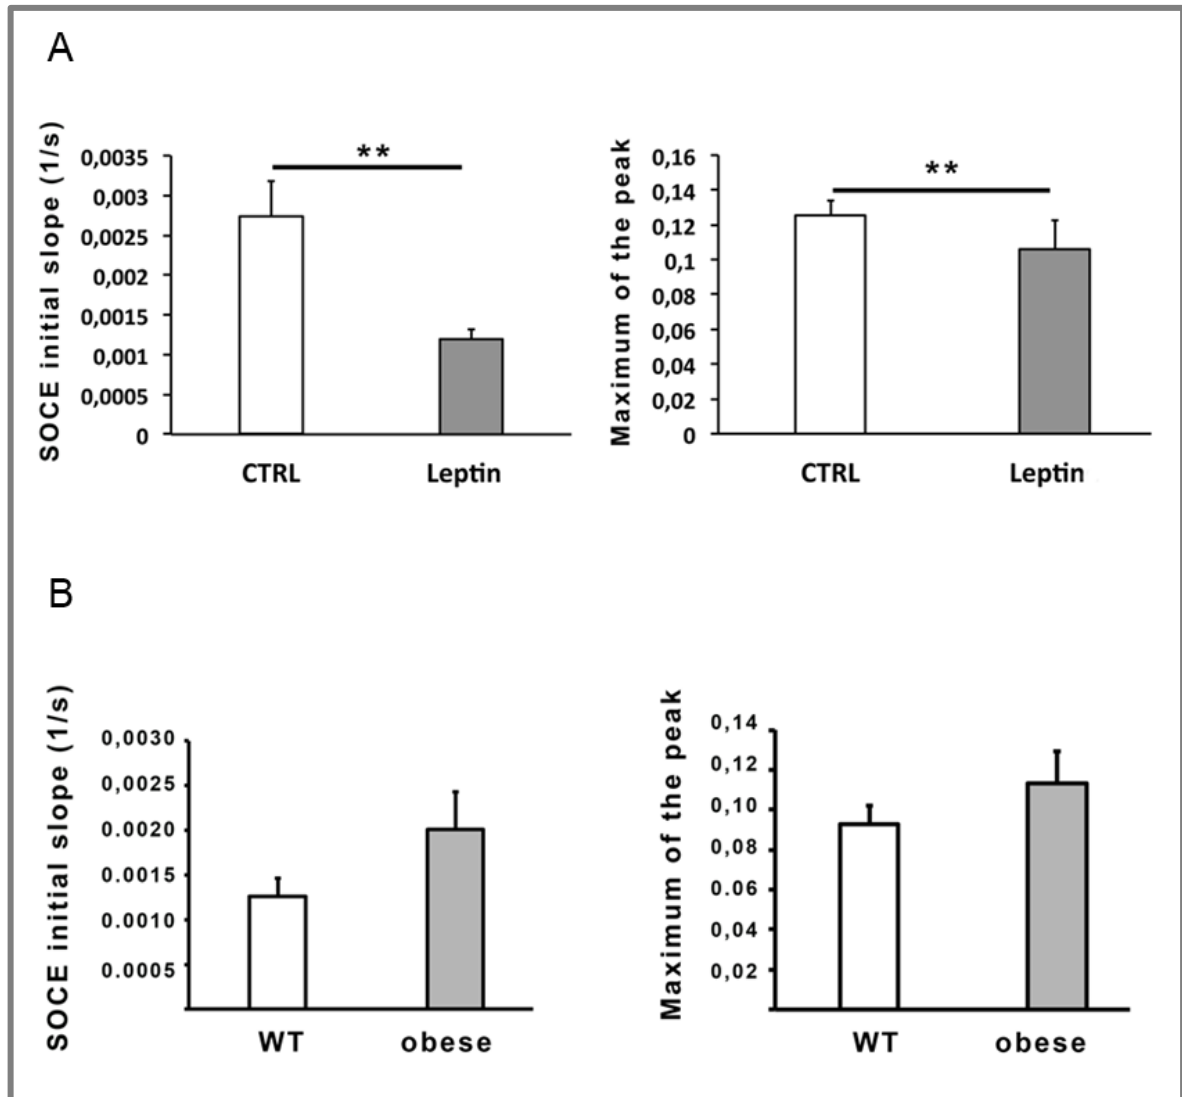 A
SOCE initial slope (1/s)
0,0035
0,003
0,0025
0,002
0,0015
0,001
0,0005
0
**
CTRL
Leptin
Maximum of the peak
0,16
0,14
0,12
0,1
0,08
0,06
0,04
0,02
0
**
CTRL
Leptin
B
SOCE initial slope (1/s)
0,0030
0,0025
0.0020
0.0015
0.0010
0.0005
WT
obese
Maximum of the peak
0,14
0,12
0,10
0,08
0.06
0,04
0,02
WT
obese